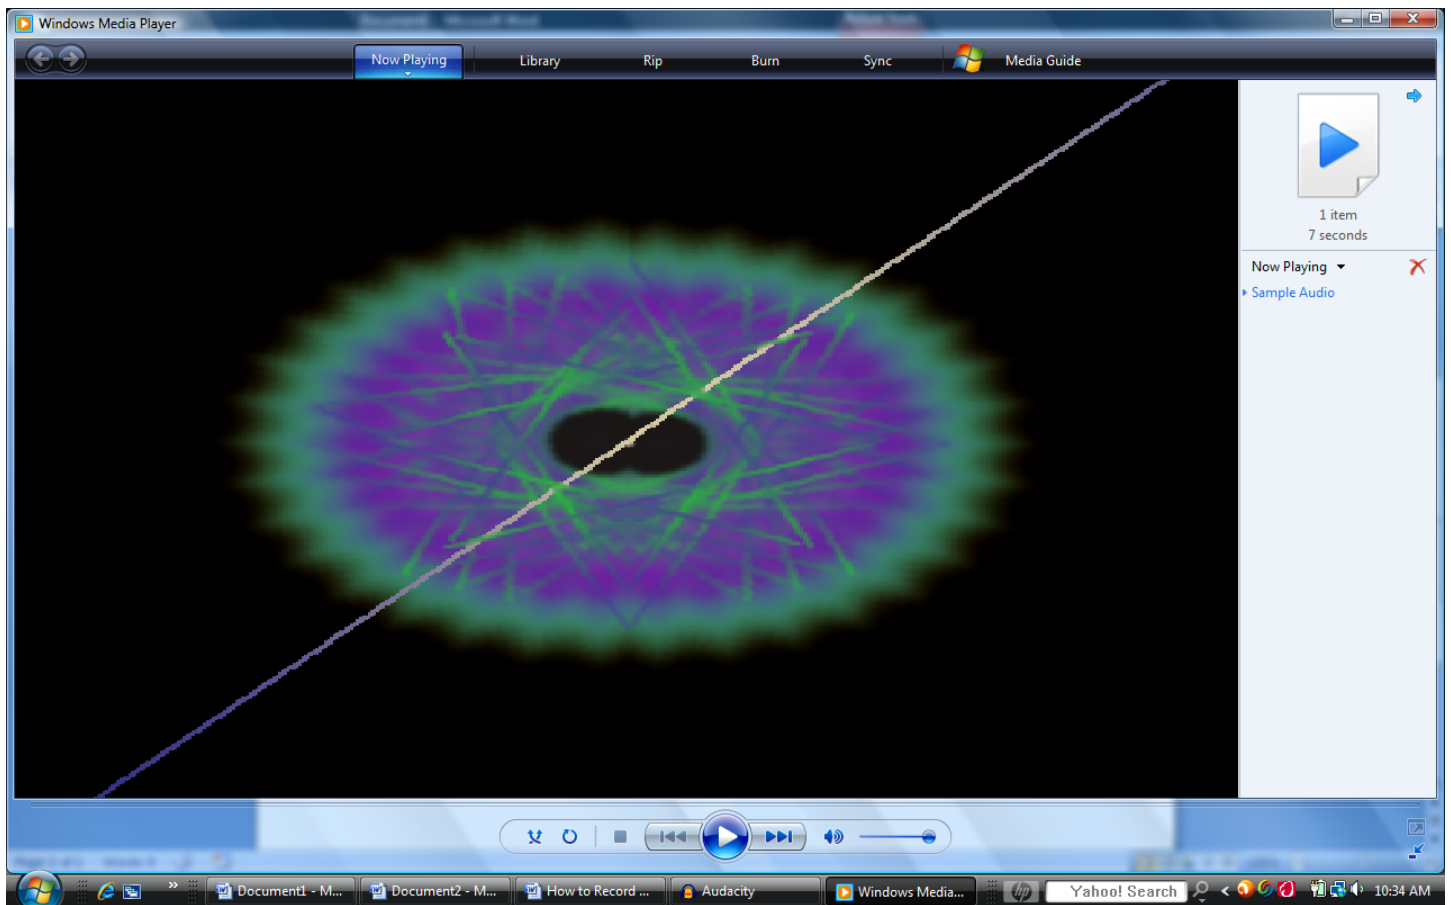 Windows Media Player
Now Playing Library Rip Burn Sync Media Guide
1 item
7 seconds
Now Playing
Sample Audio
Document1 - M... Document2 - M... How to Record ... Audacity Windows Media... hp Yahoo! Search 10:34 AM